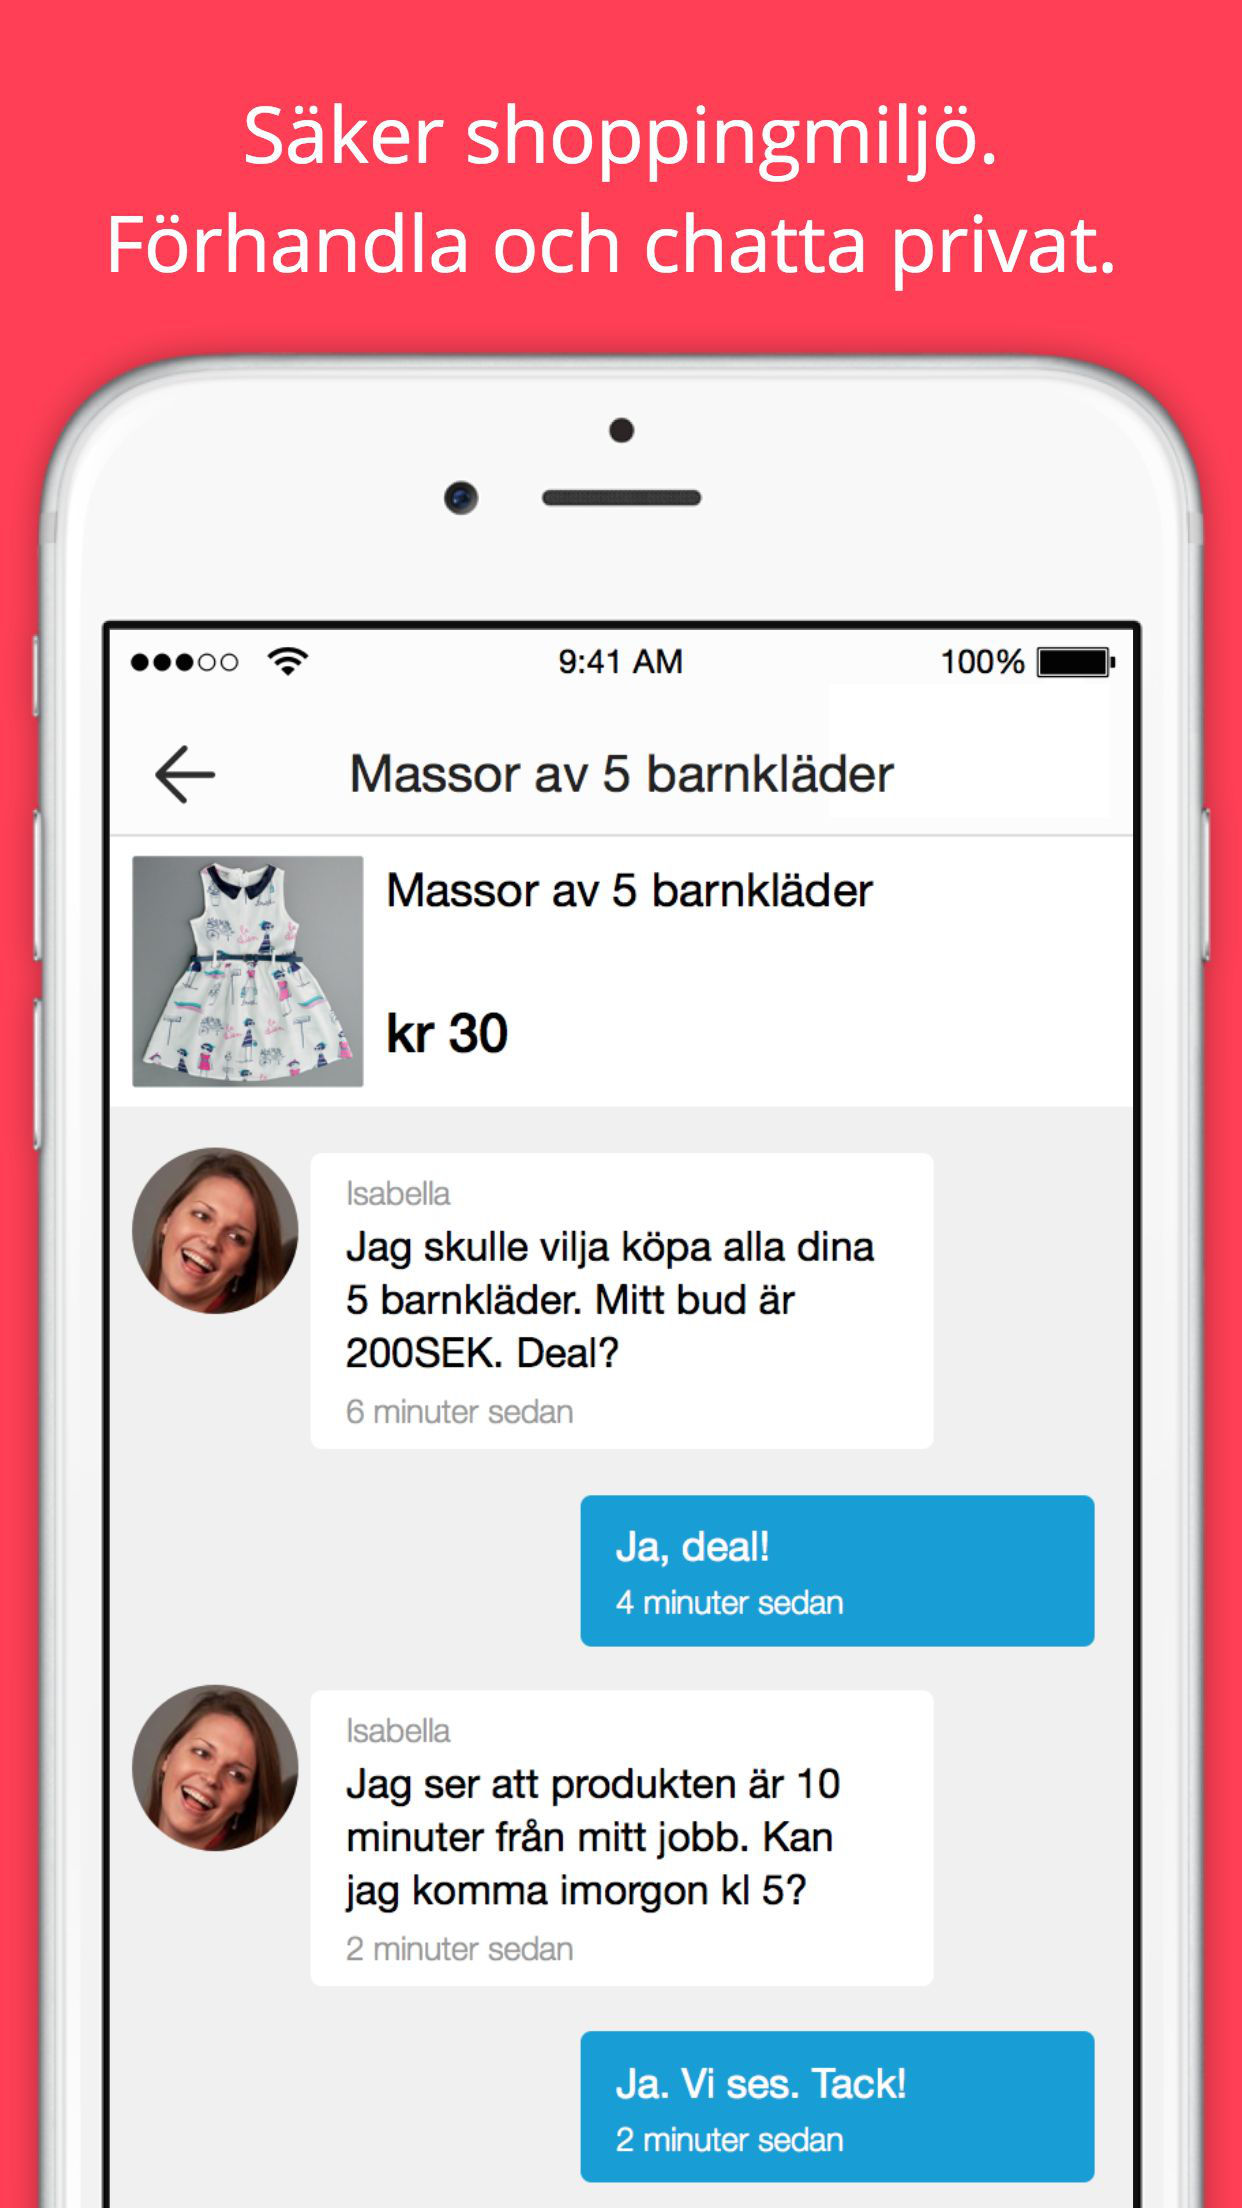 Säker shoppingmiljö.
Förhandla och chatta privat.
9:41 AM
100%
Massor av 5 barnkläder
Massor av 5 barnkläder
kr 30
Isabella
Jag skulle vilja köpa alla dina
5 barnkläder. Mitt bud är
200SEK. Deal?
6 minuter sedan
Ja, deal!
4 minuter sedan
Isabella
Jag ser att produkten är 10
minuter från mitt jobb. Kan
jag komma imorgon kl 5?
2 minuter sedan
Ja. Vi ses. Tack!
2 minuter sedan